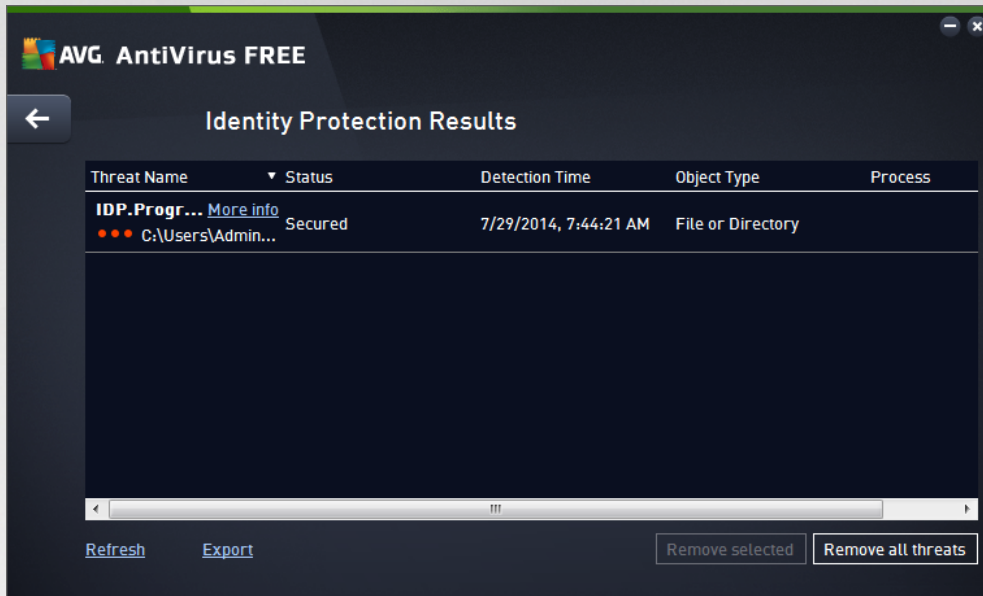 AVG AntiVirus FREE
Identity Protection Results
Threat Name Status Detection Time Object Type Process
IDP.Progr... More info
Secured 7/29/2014, 7:44:21 AM File or Directory
C:\Users\Admin...
Refresh Export Remove selected Remove all threats